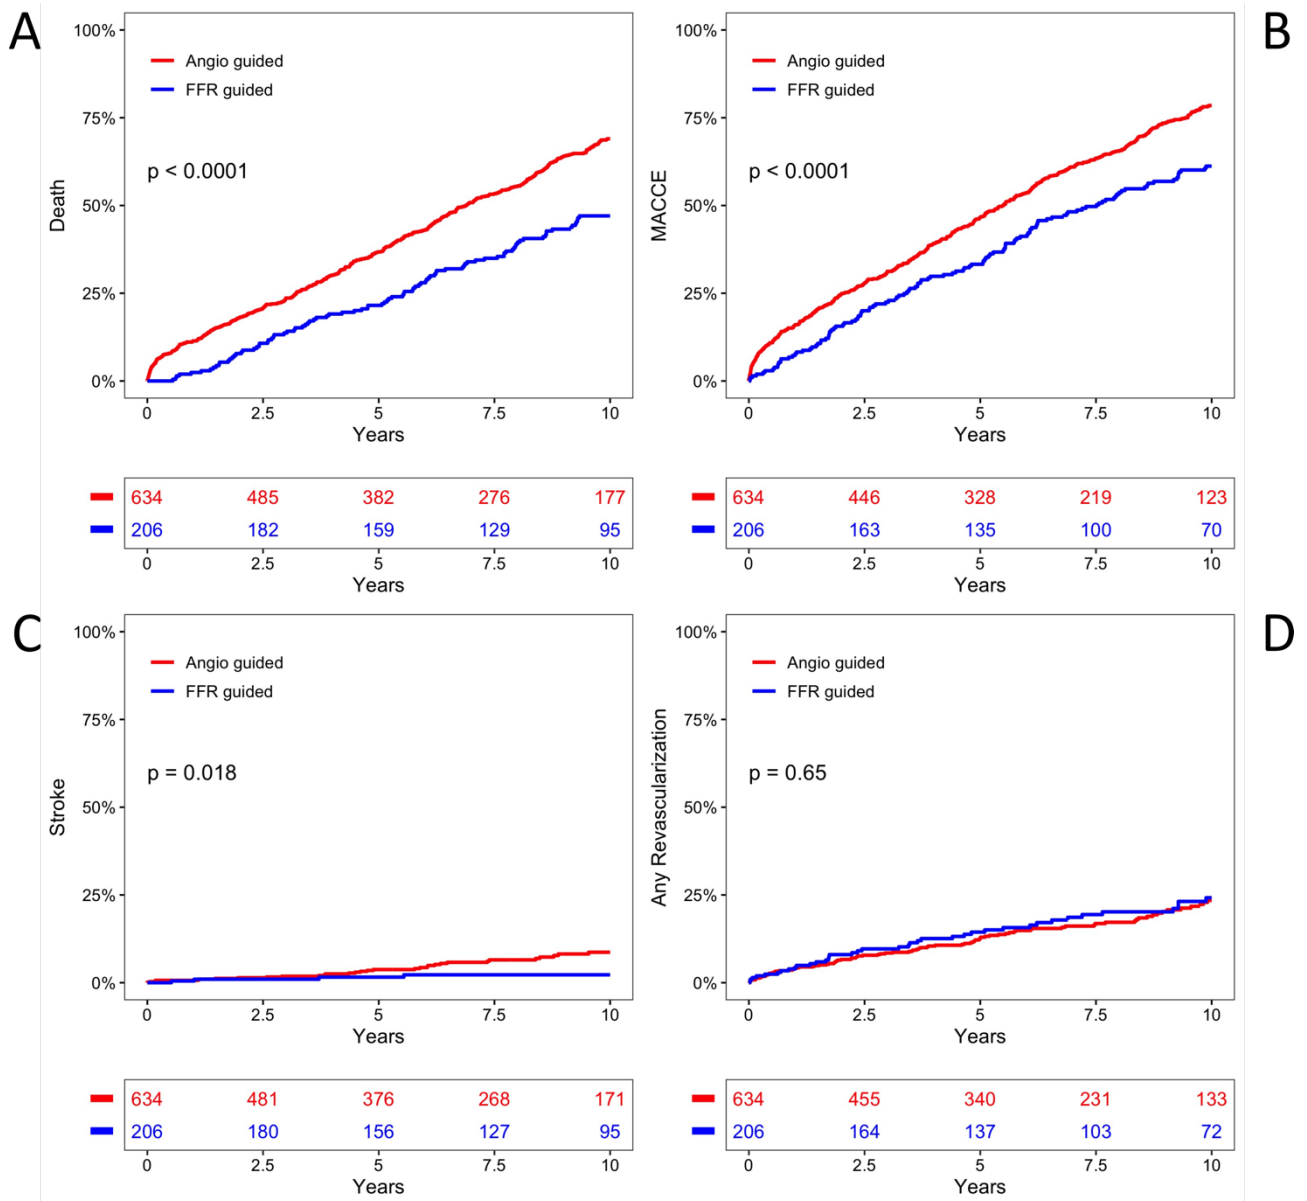 A
100%
Angio guided
FFR guided
75%
p < 0.0001
Death
50%
25%
0%
0 2.5 5 7.5 10
Years
634 485 382 276 177
206 182 159 129 95
0 2.5 5 7.5 10
Years
B
100%
Angio guided
FFR guided
75%
p < 0.0001
MACCE
50%
25%
0%
0 2.5 5 7.5 10
Years
634 446 328 219 123
206 163 135 100 70
0 2.5 5 7.5 10
Years
C
100%
Angio guided
FFR guided
75%
p = 0.018
Stroke
50%
25%
0%
0 2.5 5 7.5 10
Years
634 481 376 268 171
206 180 156 127 95
0 2.5 5 7.5 10
Years
D
100%
Angio guided
FFR guided
75%
p = 0.65
Any Revascularization
50%
25%
0%
0 2.5 5 7.5 10
Years
634 455 340 231 133
206 164 137 103 72
0 2.5 5 7.5 10
Years